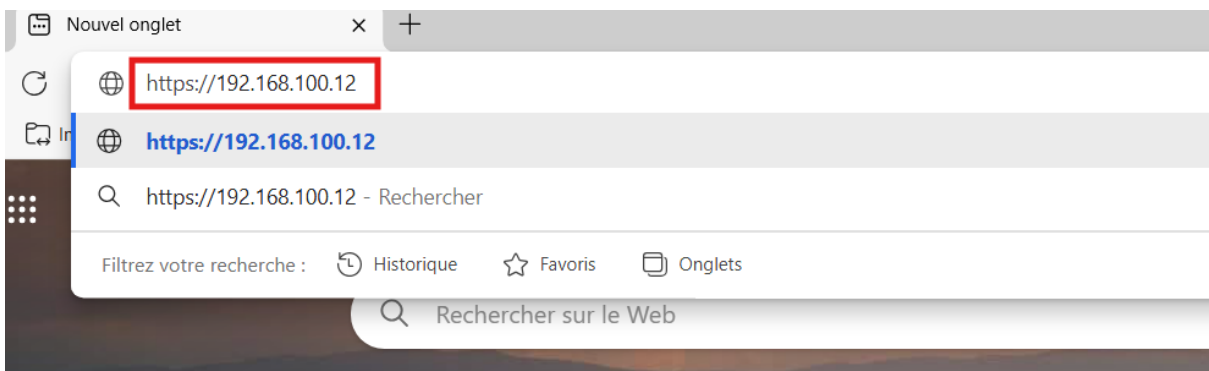 Nouvel onglet
https://192.168.100.12
In
https://192.168.100.12
https://192.168.100.12 - Rechercher
Filtrez votre recherche : Historique Favoris Onglets
Rechercher sur le Web